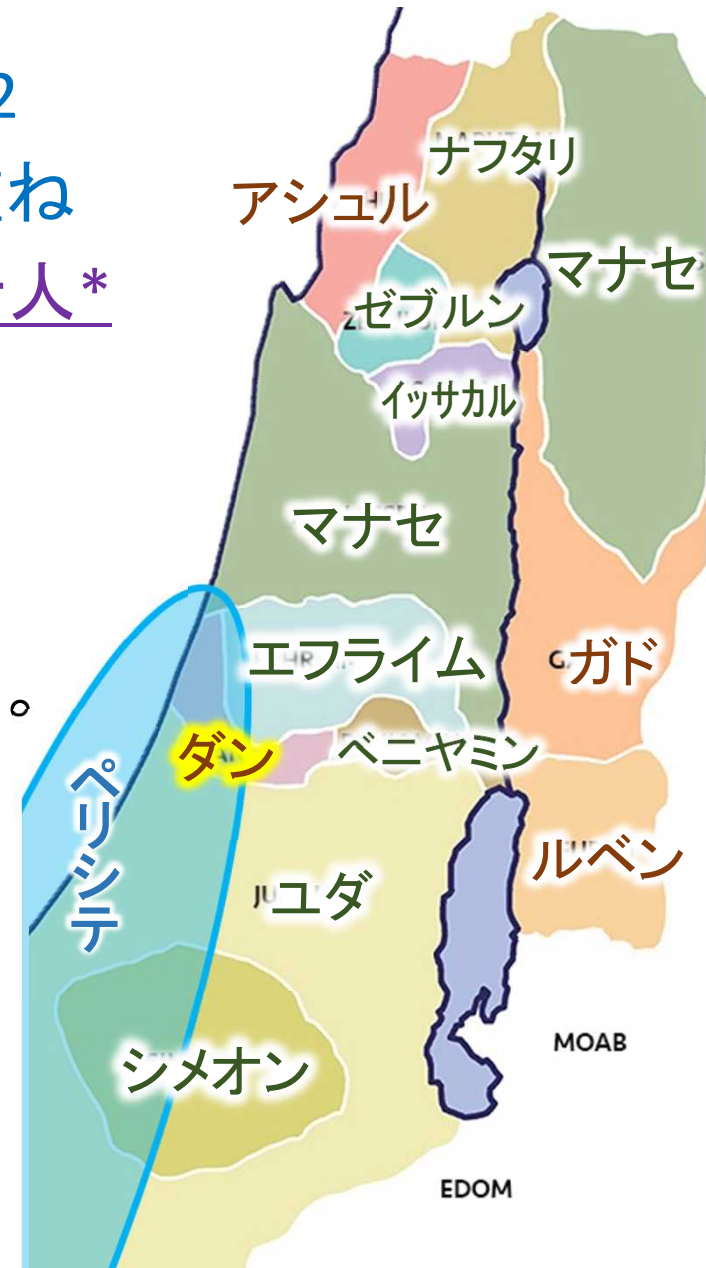 2
ね
人*
。
ナフタリ
アシュル
マナセ
ゼブルン
イッサカル
マナセ
エフライム
ガド
ダン
ベニヤミン
ペリシテ
ルベン
ユダ
シメオン
MOAB
EDOM